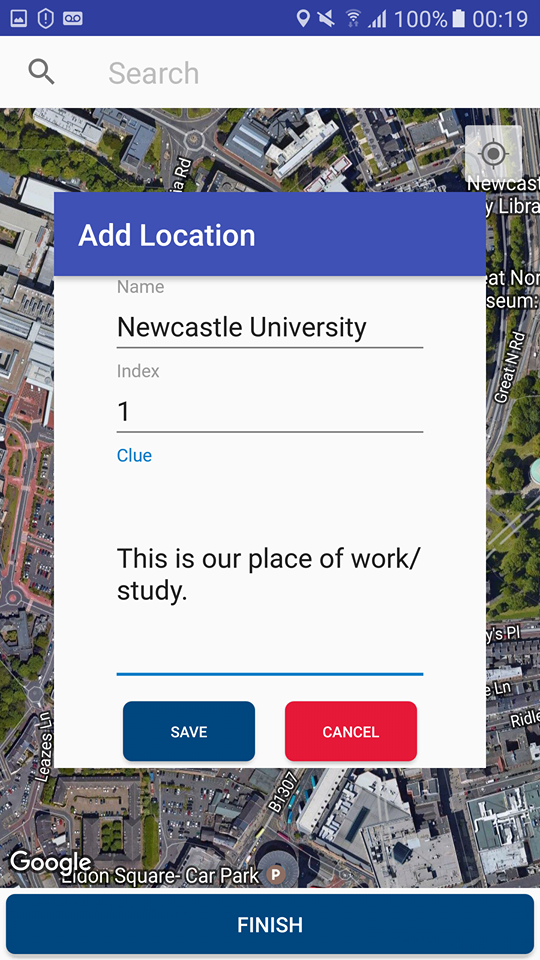 100% 00:19
Search
ia Rd
Newcast
y Libra
Add Location
eat Nor
seum:
Name
Newcastle University
Great N Rd
Index
1
Clue
This is our place of work/
study.
y's Pl
e Ln
Ridle
SAVE
CANCEL
Leazes Ln
B1307
Google
Eldon Square- Car Park P
FINISH